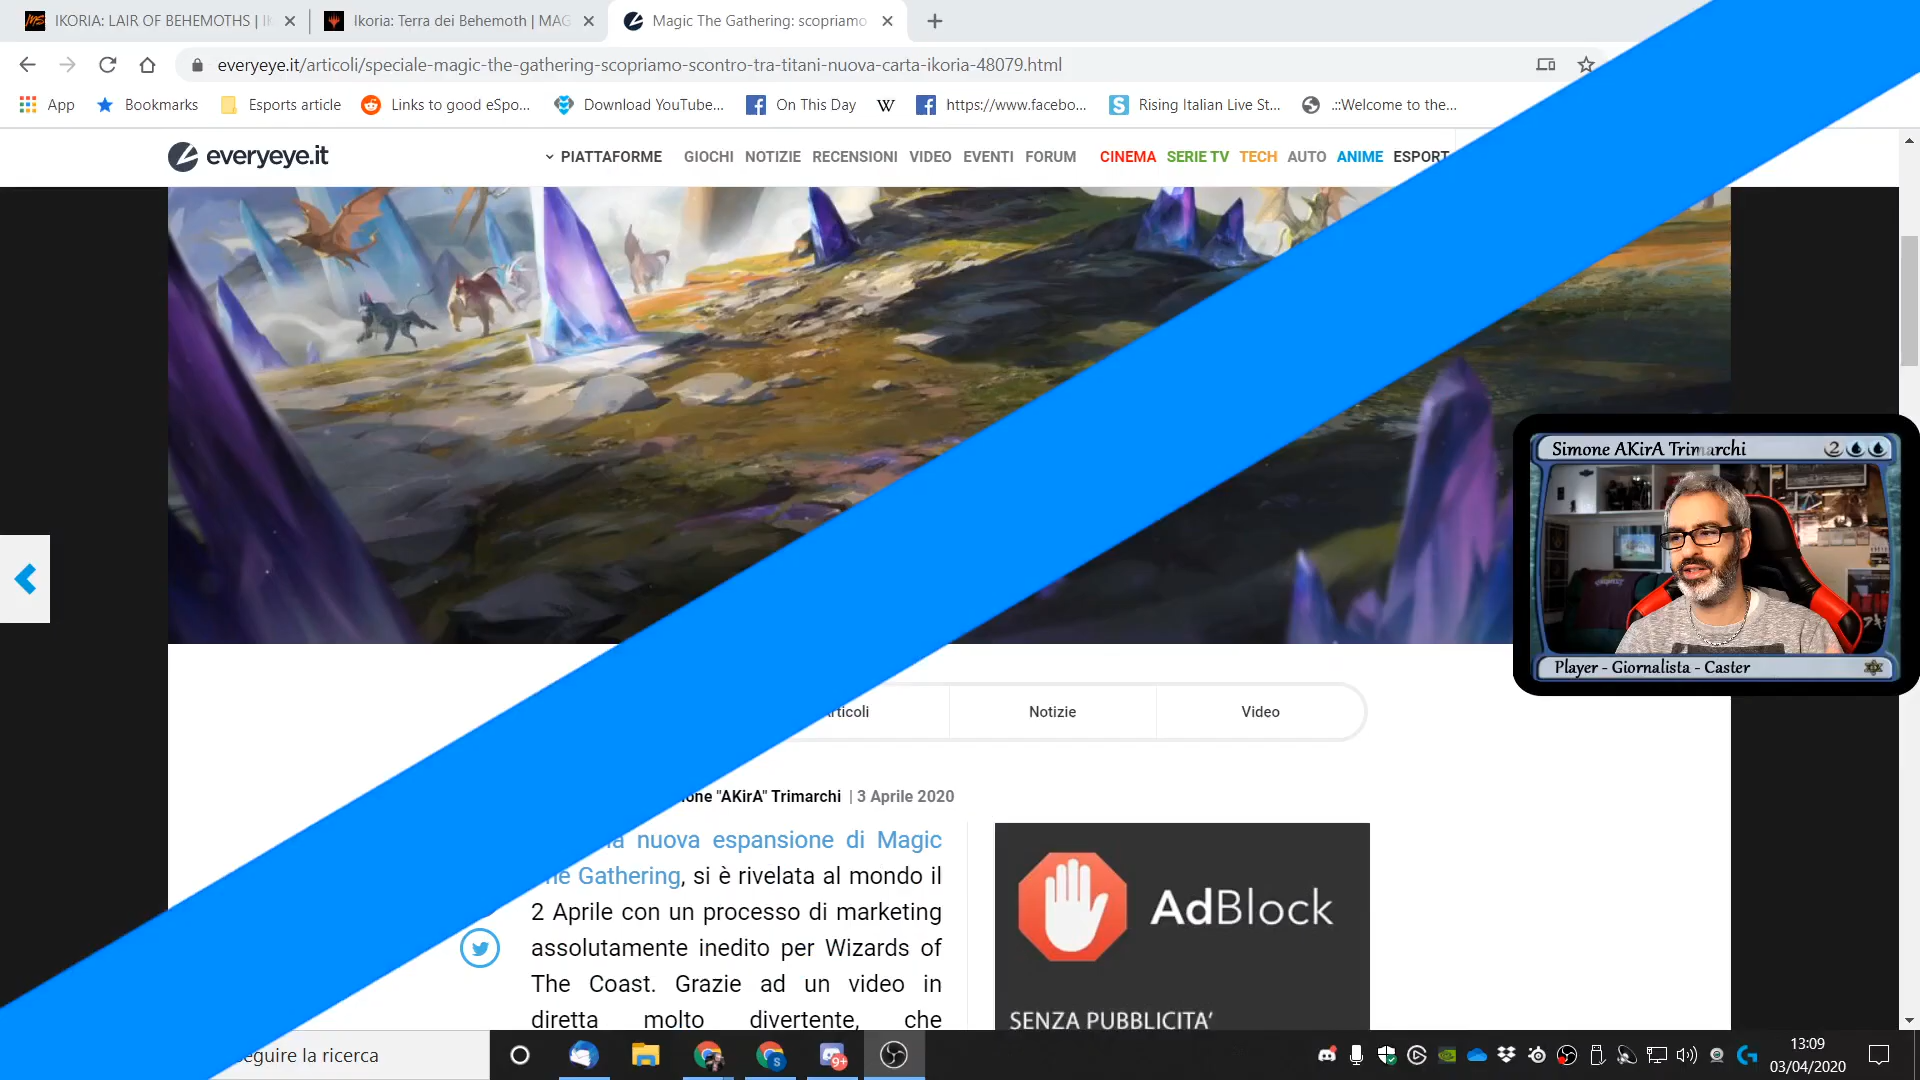 IKORIA: LAIR OF BEHEMOTHS |
Ikoria: Terra dei Behemoth | MAG
Magic The Gathering: scopriamo
everyeye.it/articoli/speciale-magic-the-gathering-scopriamo-scontro-tra-titani-nuova-carta-ikoria-48079.html
App
Bookmarks
Esports article
Links to good eSpo...
Download YouTube...
On This Day
W
https://www.facebo...
Rising Italian Live St...
.::Welcome to the...
everyeye.it
PIATTAFORME GIOCHI NOTIZIE RECENSIONI VIDEO EVENTI FORUM CINEMA SERIE TV TECH AUTO ANIME ESPORT
Simone AKirA Trimarchi 2
Player - Giornalista - Caster
Notizie
Video
"AKirA" Trimarchi | 3 Aprile 2020
nuova espansione di Magic
Gathering, si è rivelata al mondo il
2 Aprile con un processo di marketing
assolutamente inedito per Wizards of
The Coast. Grazie ad un video in
diretta molto divertente, che
AdBlock
SENZA PUBBLICITA'
la ricerca
9+
13:09
03/04/2020